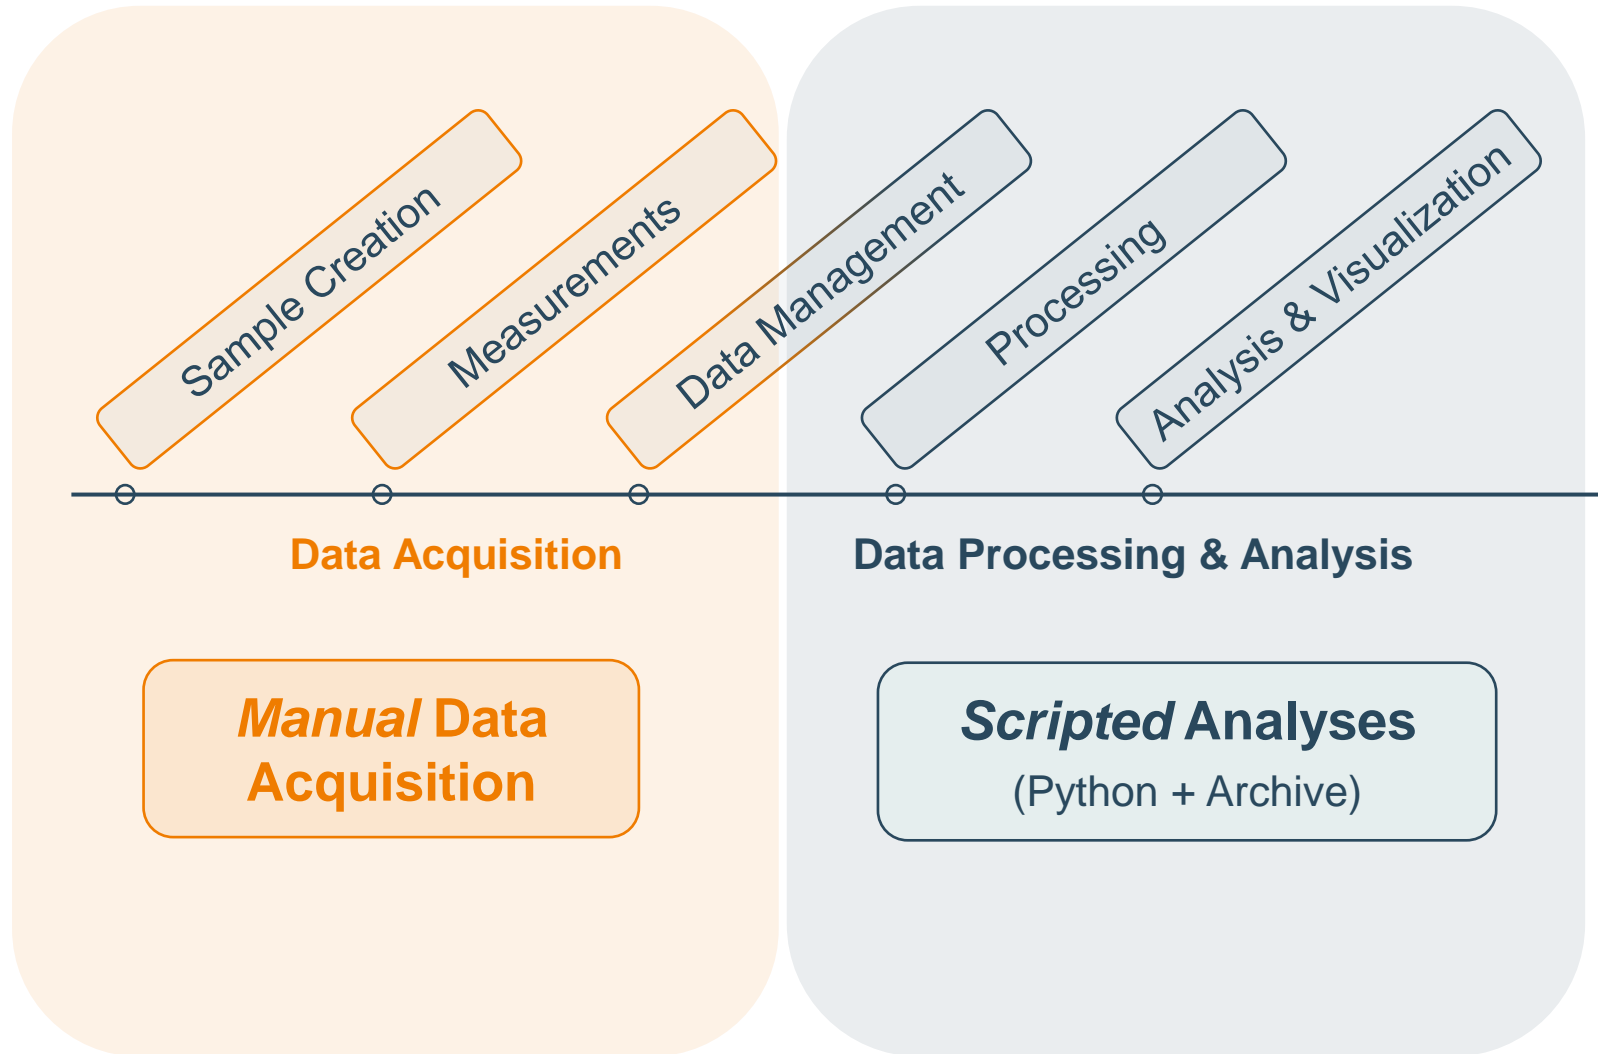 Sample Creation
Measurements
Data Management
Processing
Analysis & Visualization
Data Acquisition
Data Processing & Analysis
Manual Data
Acquisition
Scripted Analyses
(Python + Archive)